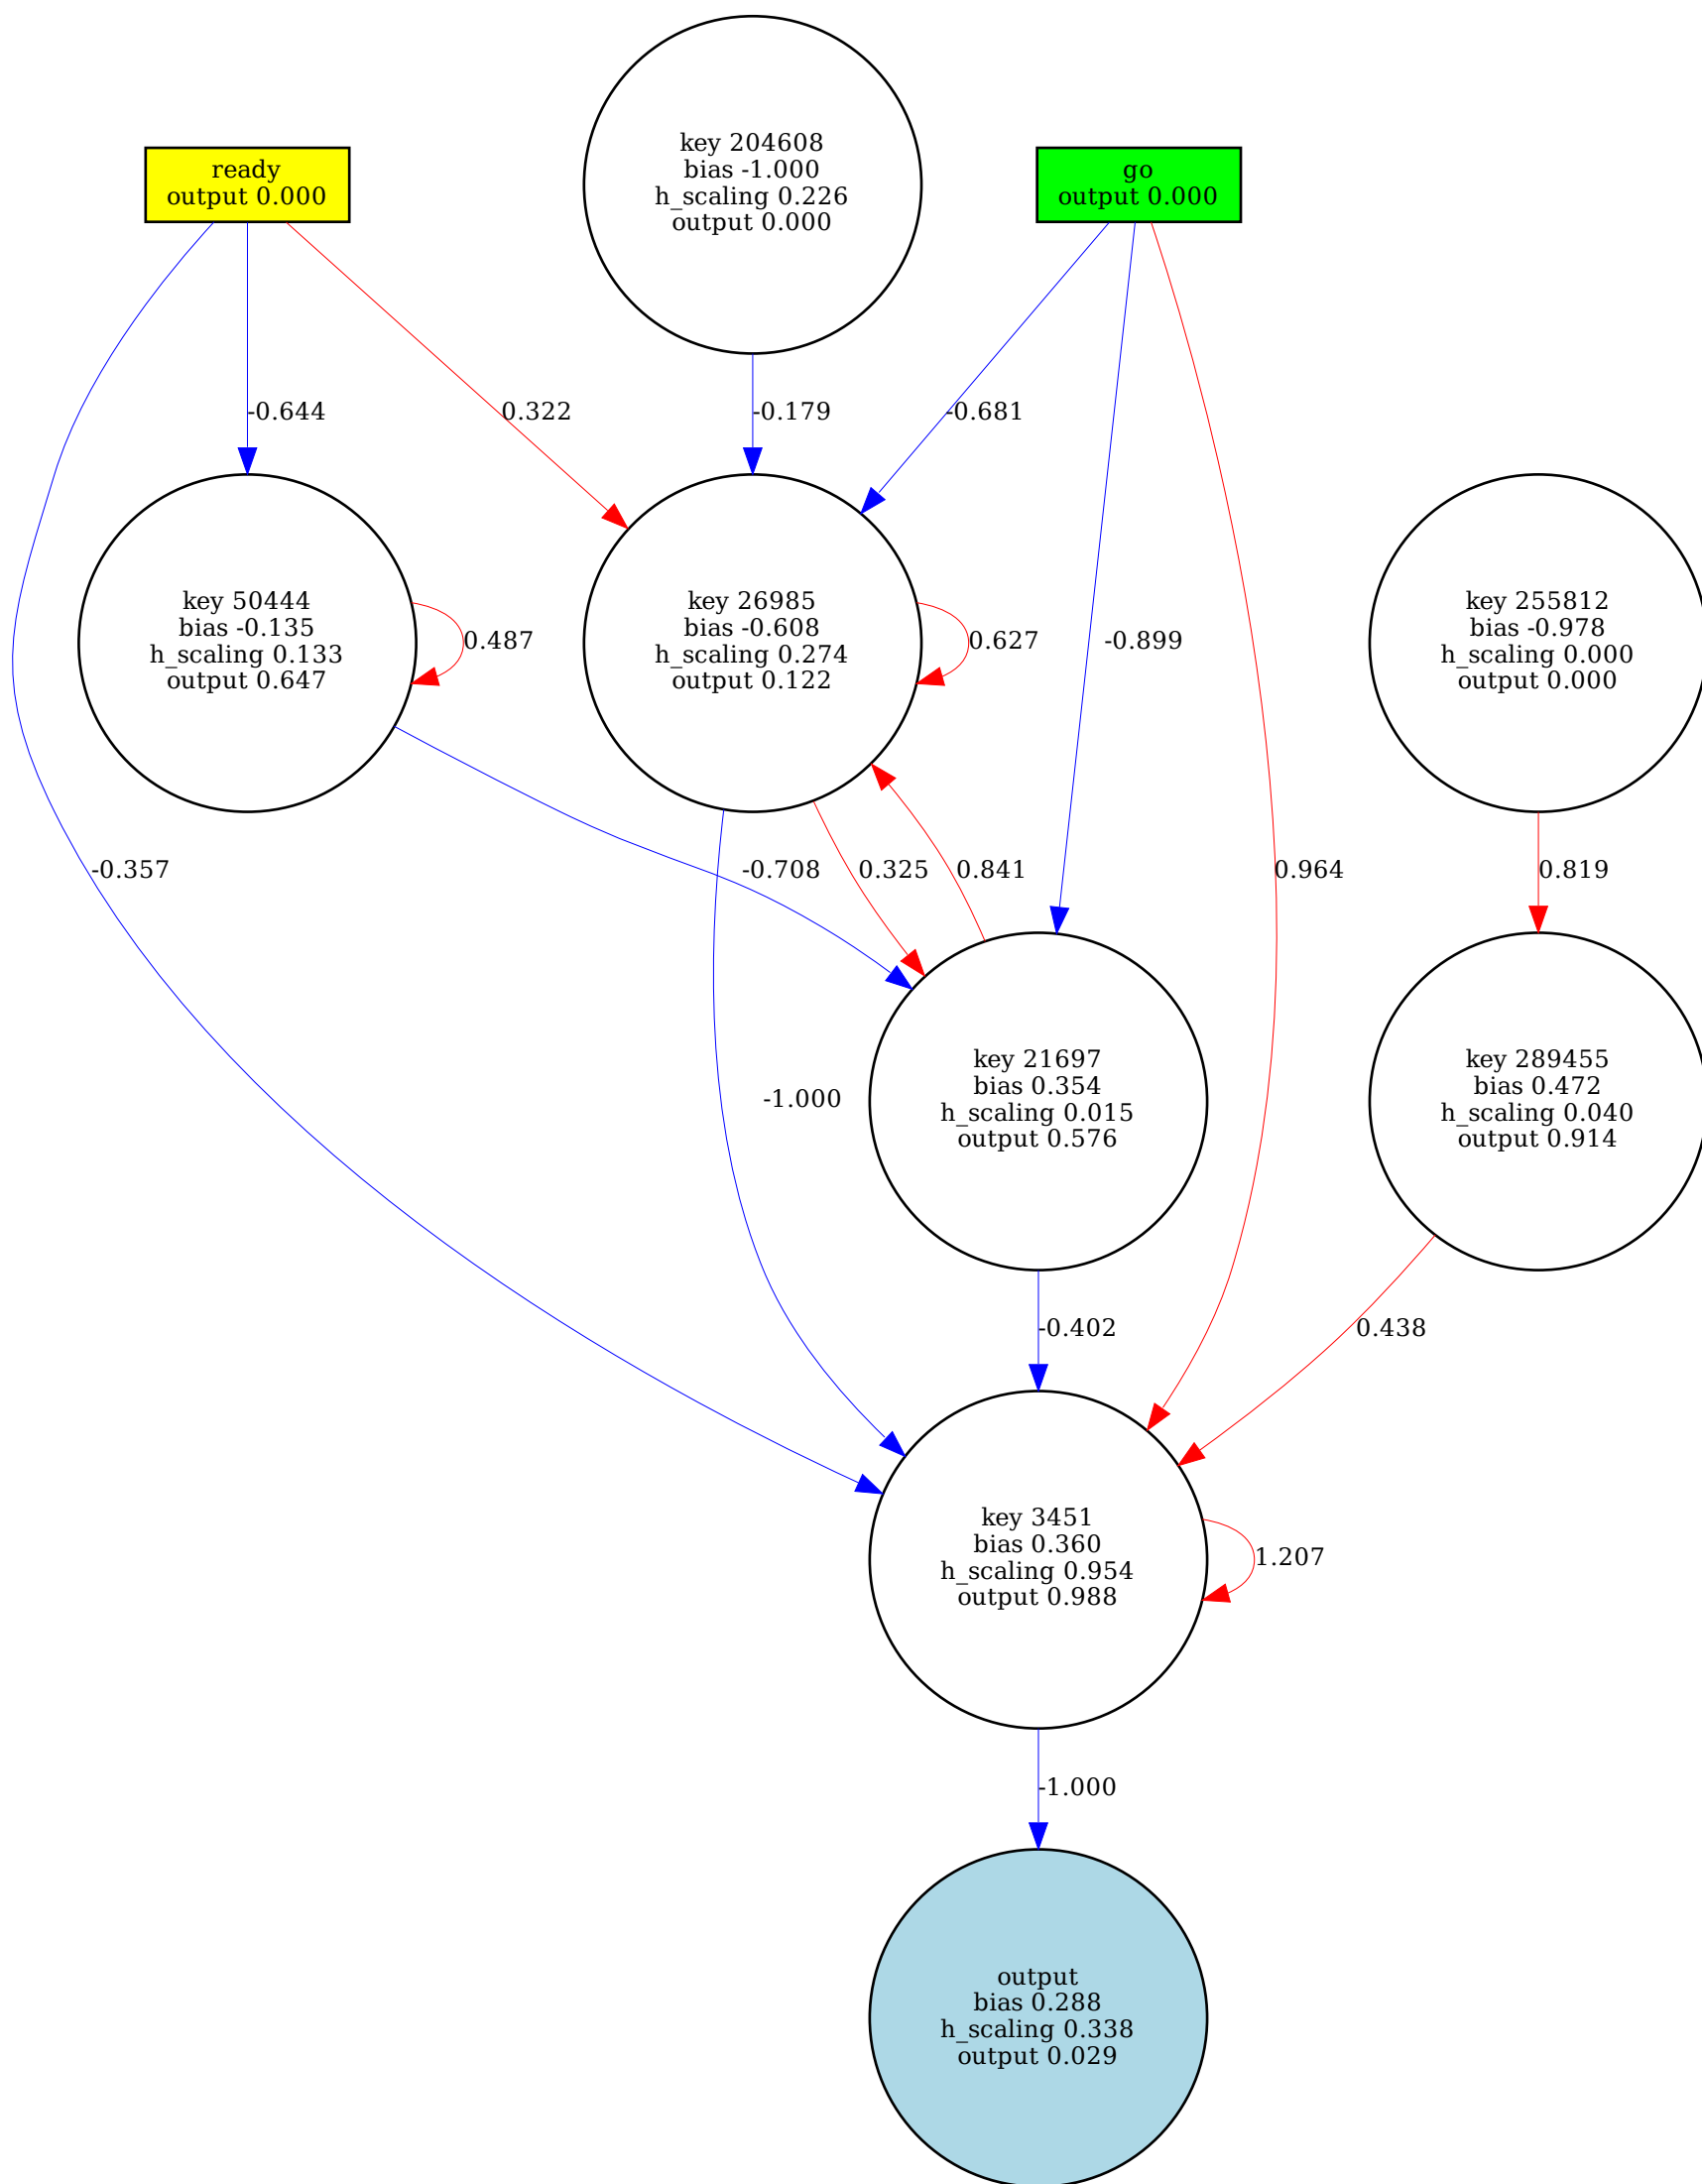 key 204608
bias -1.000
h_scaling 0.226
output 0.000
ready
output 0.000
go
output 0.000
-0.644
0.322
-0.179
-0.681
key 50444
bias -0.135
h_scaling 0.133
output 0.647
0.487
key 26985
bias -0.608
h_scaling 0.274
output 0.122
0.627
-0.899
key 255812
bias -0.978
h_scaling 0.000
output 0.000
-0.357
-0.708
0.325
0.841
0.964
0.819
-1.000
key 21697
bias 0.354
h_scaling 0.015
output 0.576
key 289455
bias 0.472
h_scaling 0.040
output 0.914
-0.402
0.438
key 3451
bias 0.360
h_scaling 0.954
output 0.988
1.207
-1.000
output
bias 0.288
h_scaling 0.338
output 0.029